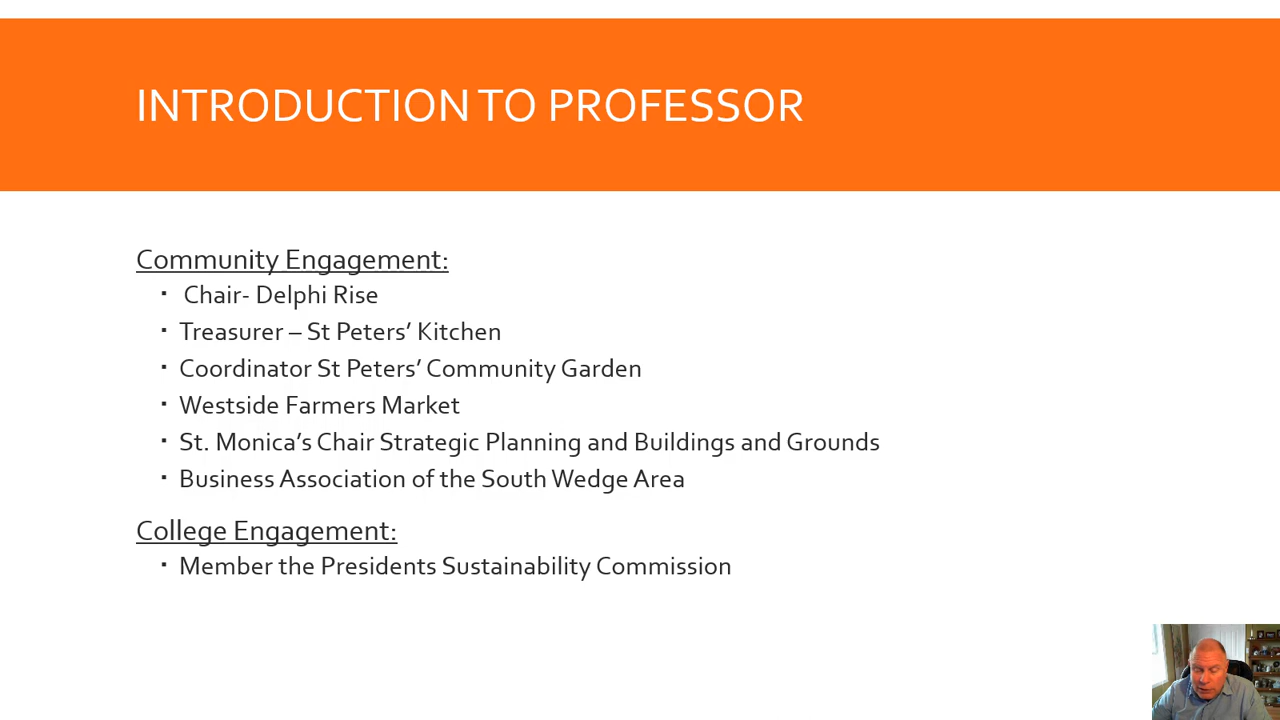 INTRODUCTION TO PROFESSOR
Community Engagement:
Chair- Delphi Rise
Treasurer – St Peters’ Kitchen
Coordinator St Peters’ Community Garden
Westside Farmers Market
St. Monica’s Chair Strategic Planning and Buildings and Grounds
Business Association of the South Wedge Area
College Engagement:
Member the Presidents Sustainability Commission